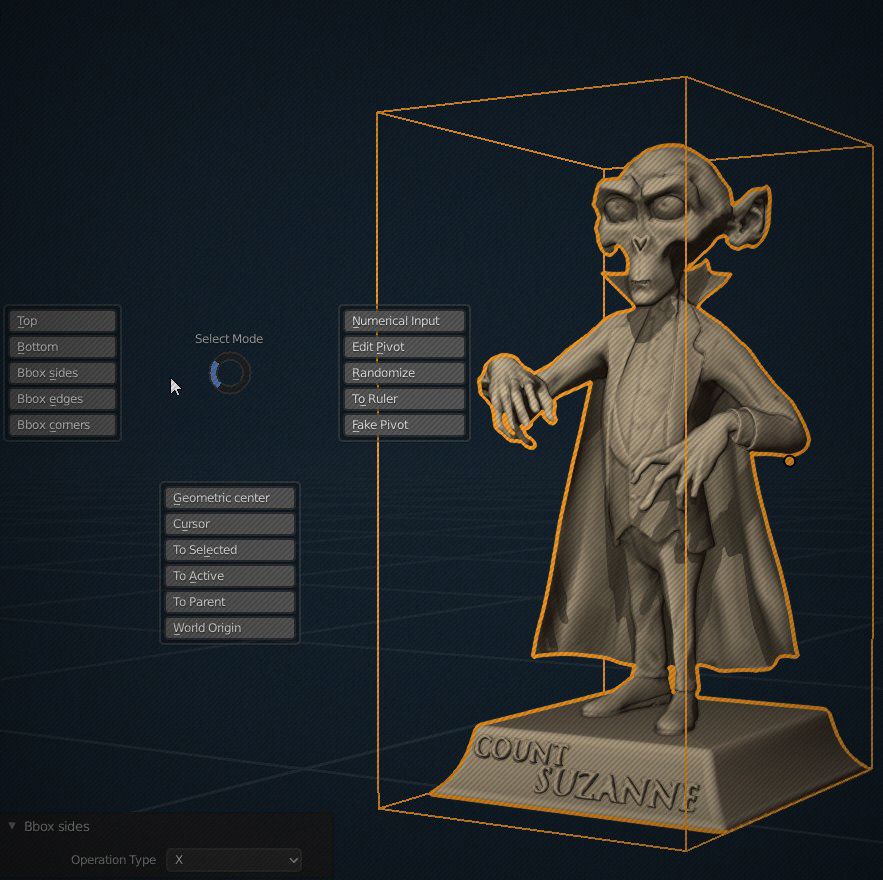 Select Mode
Top
Bottom
Bbox sides
Bbox edges
Bbox corners
Numerical Input
Edit Pivot
Randomize
To Ruler
Fake Pivot
Geometric center
Cursor
To Selected
To Active
To Parent
World Origin
COUNT
SUZANNE
Bbox sides
Operation Type X